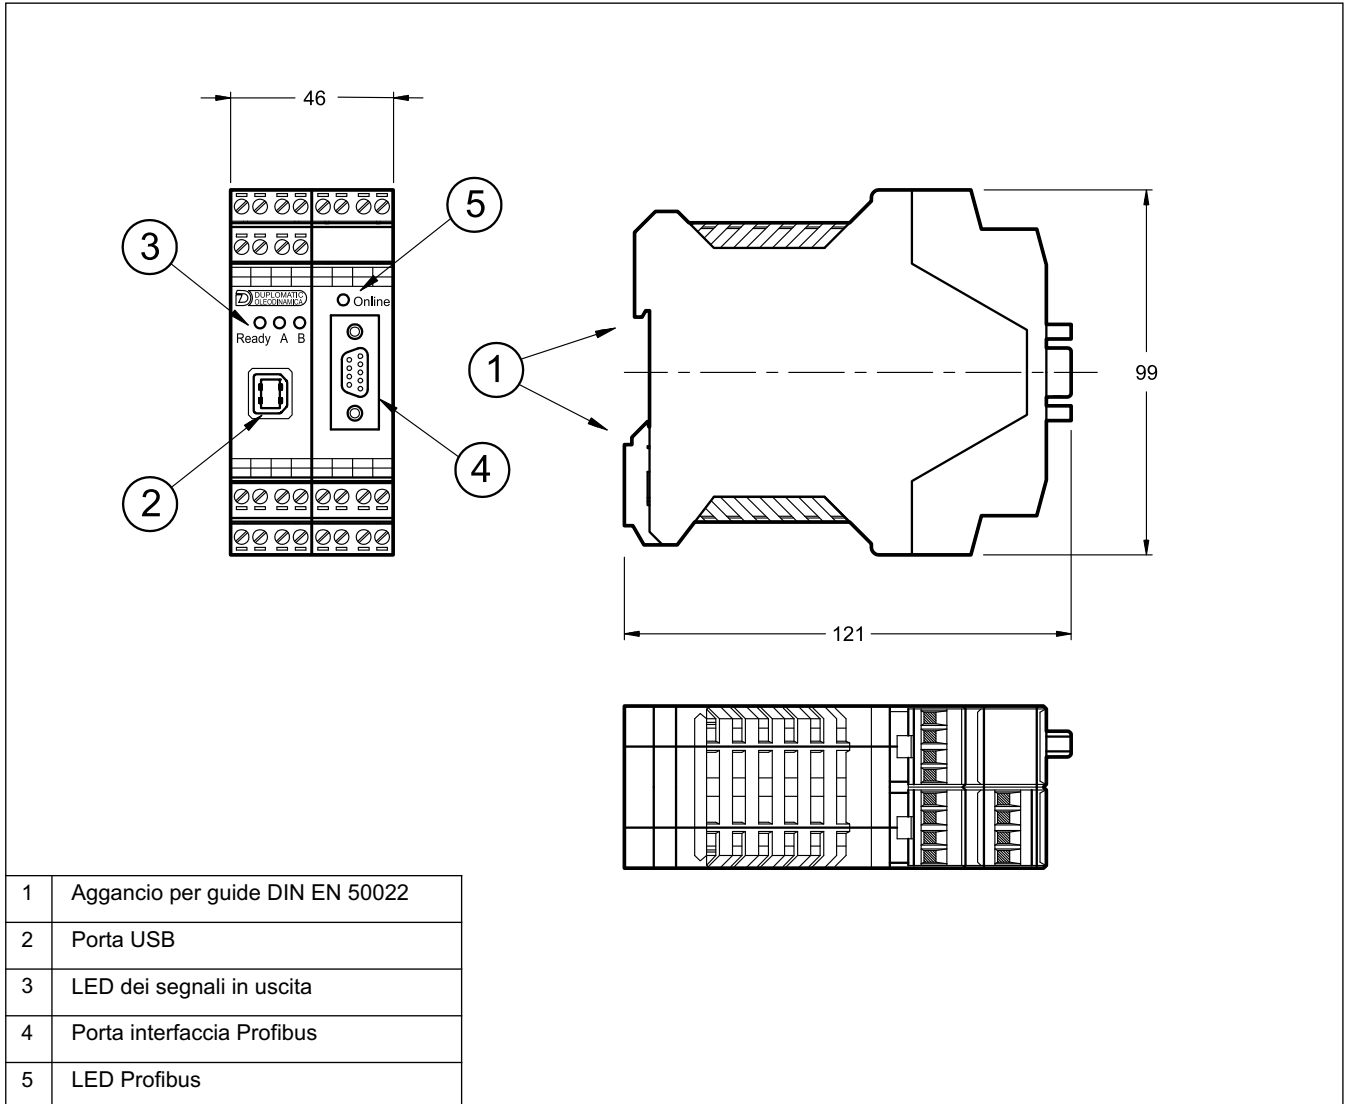 46
5
3
DUPLOMATIC
OLEODINAMICA
Online
Ready A B
1
99
4
2
121
1 Aggancio per guide DIN EN 50022
2 Porta USB
3 LED dei segnali in uscita
4 Porta interfaccia Profibus
5 LED Profibus